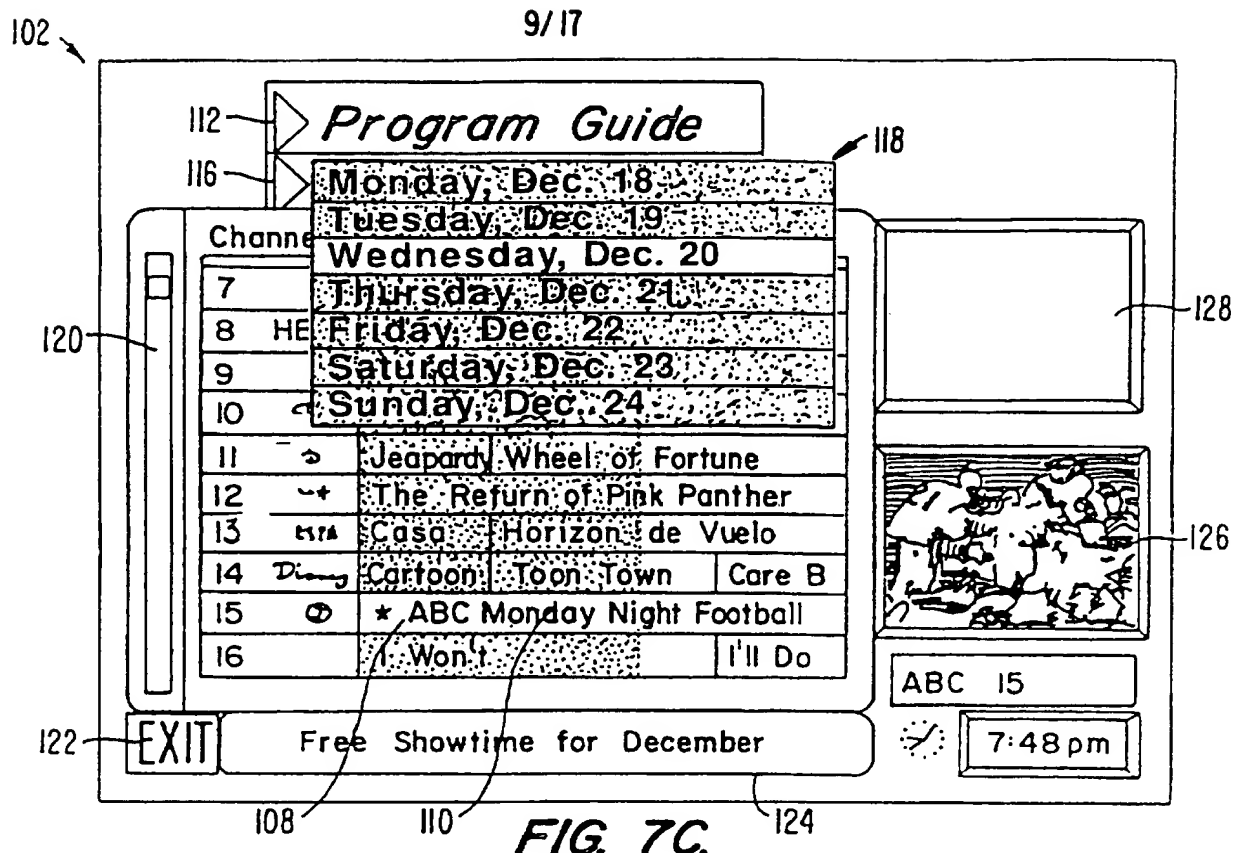 9/17
102
112
Program Guide
118
116
Monday, Dec. 18
Tuesday, Dec 19
Channe
Wednesday, Dec. 20
7
Thursday, Dec. 21
128
8 HE
Friday, Dec. 22
120
9
Saturday, Dec. 23
10
Sunday, Dec. 24
11 Jeopardy Wheel of Fortune
12 The Return of Pink Panther
13 ESPA Casa Horizon de Vuelo
126
14 Disney Cartoon Toon Town Care B
15 * ABC Monday Night Football
16 I Won't I'll Do
ABC 15
122
EXIT
Free Showtime for December
7:48pm
108
110
124
FIG. 7C.